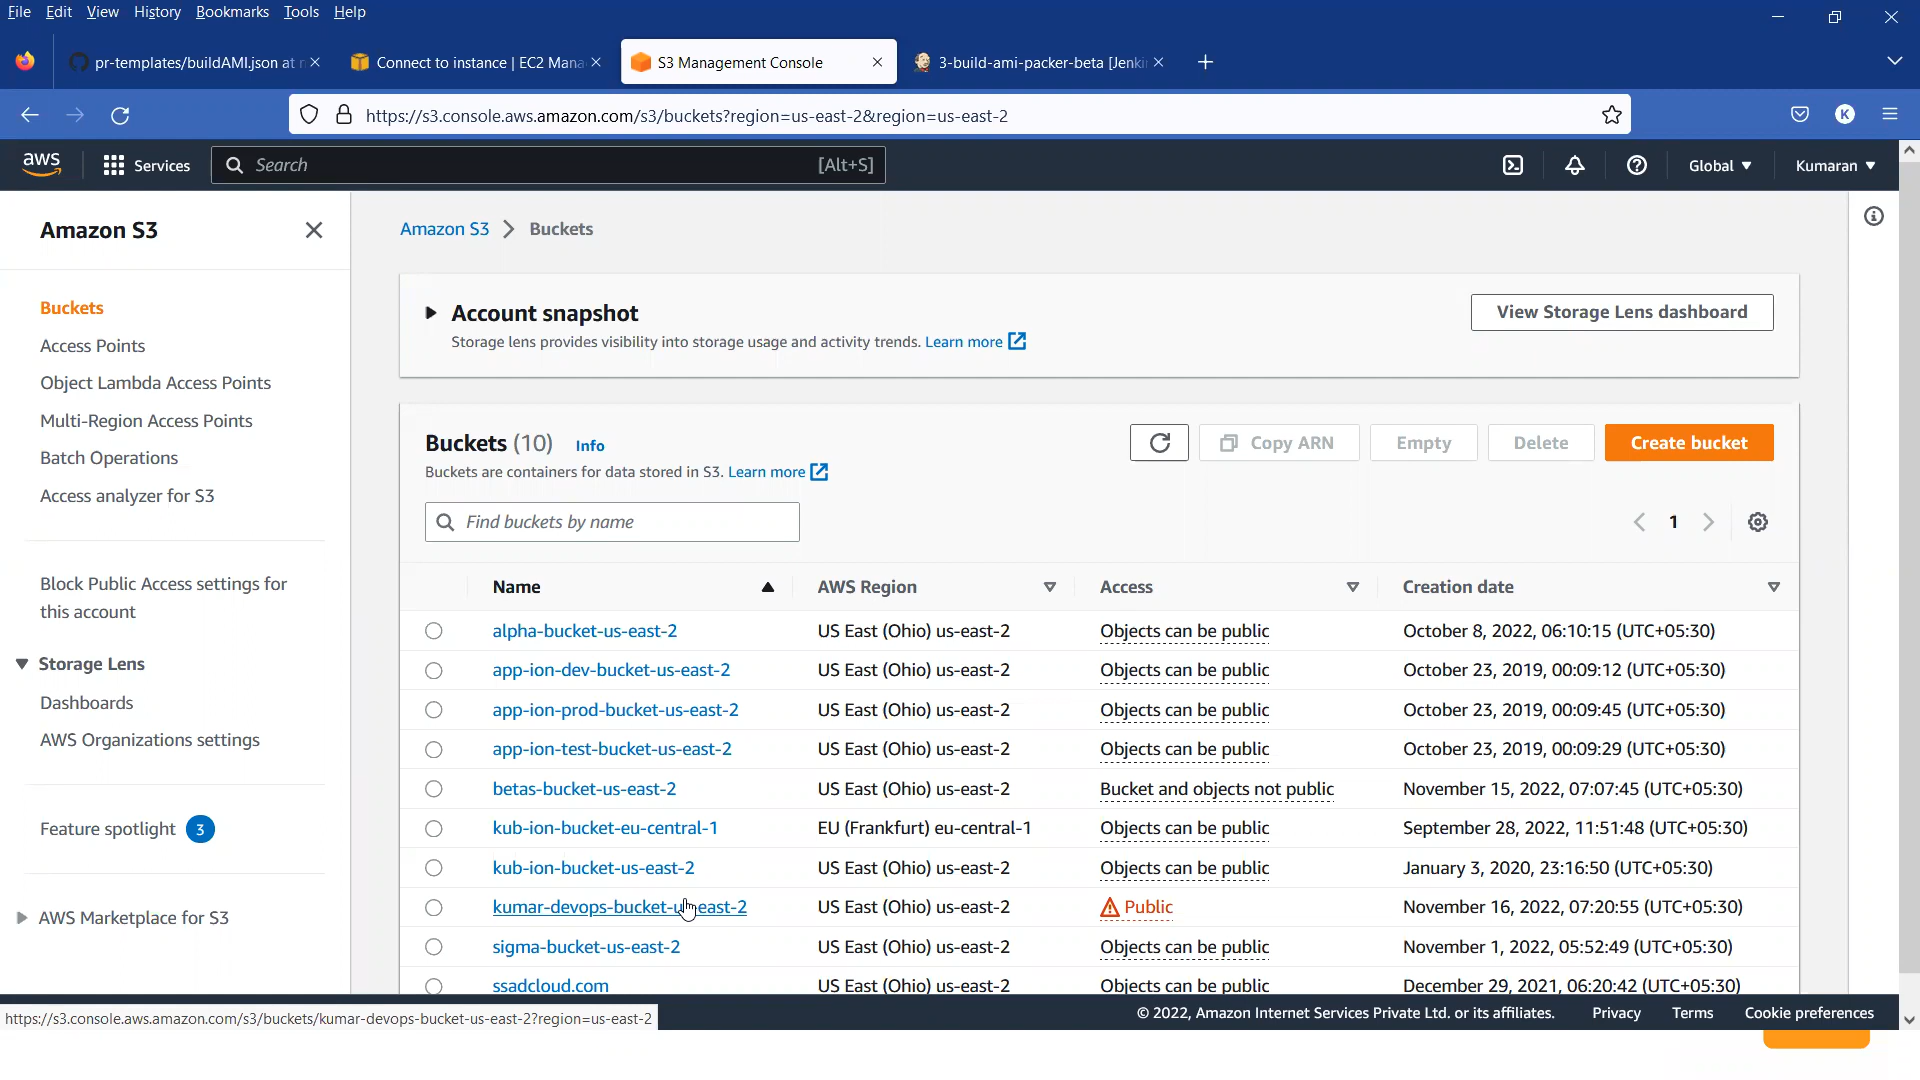 File Edit View History Bookmarks Tools Help
pr-templates/buildAMI.json at r
Connect to instance | EC2 Mana
S3 Management Console
3-build-ami-packer-beta [Jenki
https://s3.console.aws.amazon.com/s3/buckets?region=us-east-2&region=us-east-2
K
aws
Services
Search
[Alt+S]
Global
Kumaran
Amazon S3
Buckets
Access Points
Object Lambda Access Points
Multi-Region Access Points
Batch Operations
Access analyzer for S3
Block Public Access settings for
this account
Storage Lens
Dashboards
AWS Organizations settings
Feature spotlight 3
AWS Marketplace for S3
Amazon S3 > Buckets
Account snapshot
Storage lens provides visibility into storage usage and activity trends. Learn more
View Storage Lens dashboard
Buckets (10) Info
Buckets are containers for data stored in S3. Learn more
Copy ARN
Empty
Delete
Create bucket
Find buckets by name
1
Name AWS Region Access Creation date
alpha-bucket-us-east-2 US East (Ohio) us-east-2 Objects can be public October 8, 2022, 06:10:15 (UTC+05:30)
app-ion-dev-bucket-us-east-2 US East (Ohio) us-east-2 Objects can be public October 23, 2019, 00:09:12 (UTC+05:30)
app-ion-prod-bucket-us-east-2 US East (Ohio) us-east-2 Objects can be public October 23, 2019, 00:09:45 (UTC+05:30)
app-ion-test-bucket-us-east-2 US East (Ohio) us-east-2 Objects can be public October 23, 2019, 00:09:29 (UTC+05:30)
betas-bucket-us-east-2 US East (Ohio) us-east-2 Bucket and objects not public November 15, 2022, 07:07:45 (UTC+05:30)
kub-ion-bucket-eu-central-1 EU (Frankfurt) eu-central-1 Objects can be public September 28, 2022, 11:51:48 (UTC+05:30)
kub-ion-bucket-us-east-2 US East (Ohio) us-east-2 Objects can be public January 3, 2020, 23:16:50 (UTC+05:30)
kumar-devops-bucket-us-east-2 US East (Ohio) us-east-2 Public November 16, 2022, 07:20:55 (UTC+05:30)
sigma-bucket-us-east-2 US East (Ohio) us-east-2 Objects can be public November 1, 2022, 05:52:49 (UTC+05:30)
ssadcloud.com US East (Ohio) us-east-2 Objects can be public December 29, 2021, 06:20:42 (UTC+05:30)
https://s3.console.aws.amazon.com/s3/buckets/kumar-devops-bucket-us-east-2?region=us-east-2
© 2022, Amazon Internet Services Private Ltd. or its affiliates. Privacy Terms Cookie preferences